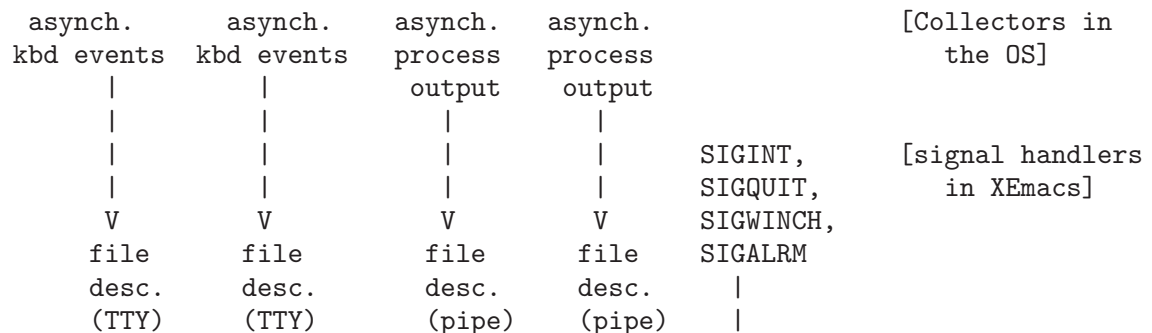 asynch.      asynch.    asynch.   asynch.                [Collectors in
kbd events  kbd events  process   process                   the OS]
      |         |         output    output
      |         |           |         |
      |         |           |         |      SIGINT,     [signal handlers
      |         |           |         |      SIGQUIT,       in XEmacs]
      V         V           V         V      SIGWINCH,
     file      file        file      file    SIGALRM
     desc.     desc.       desc.     desc.     |
     (TTY)     (TTY)       (pipe)    (pipe)    |